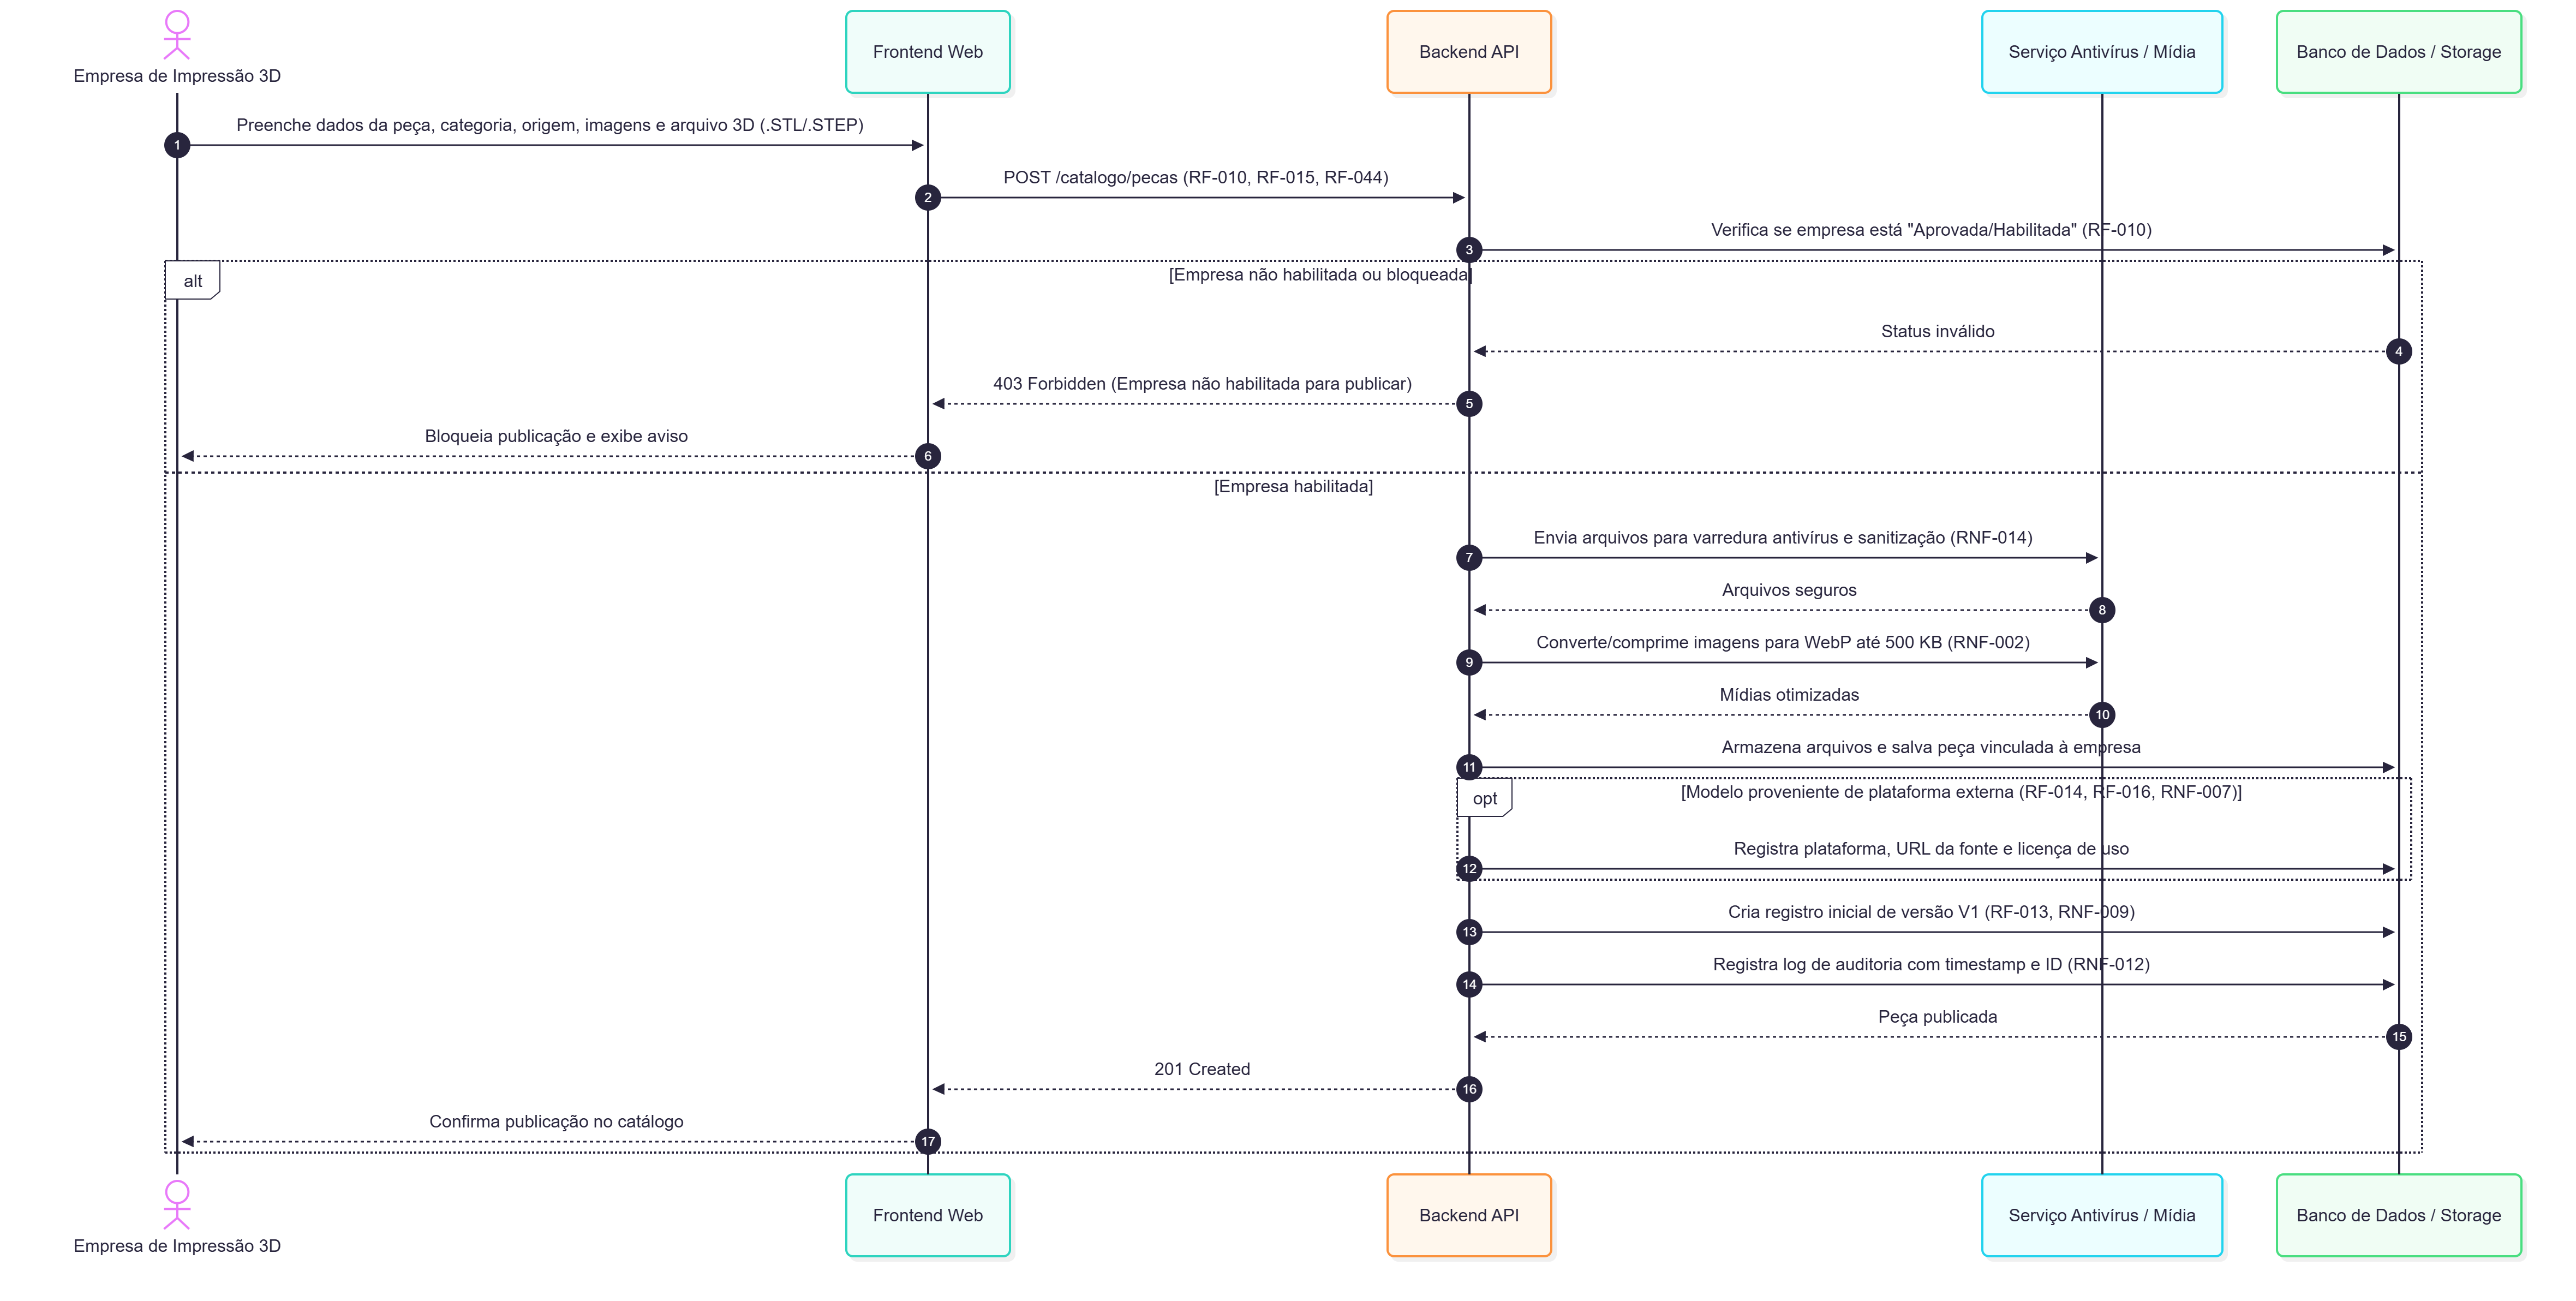 Empresa de Impressão 3D
Frontend Web
Backend API
Serviço Antivírus / Mídia
Banco de Dados / Storage
1
Preenche dados da peça, categoria, origem, imagens e arquivo 3D (.STL/.STEP)
2
POST /catalogo/pecas (RF-010, RF-015, RF-044)
3
Verifica se empresa está "Aprovada/Habilitada" (RF-010)
alt
[Empresa não habilitada ou bloqueada]
Status inválido
4
403 Forbidden (Empresa não habilitada para publicar)
5
Bloqueia publicação e exibe aviso
6
[Empresa habilitada]
Envia arquivos para varredura antivírus e sanitização (RNF-014)
7
Arquivos seguros
8
Converte/comprime imagens para WebP até 500 KB (RNF-002)
9
Mídias otimizadas
10
Armazena arquivos e salva peça vinculada à empresa
11
opt
[Modelo proveniente de plataforma externa (RF-014, RF-016, RNF-007)]
Registra plataforma, URL da fonte e licença de uso
12
Cria registro inicial de versão V1 (RF-013, RNF-009)
13
Registra log de auditoria com timestamp e ID (RNF-012)
14
Peça publicada
15
201 Created
16
Confirma publicação no catálogo
17
Empresa de Impressão 3D
Frontend Web
Backend API
Serviço Antivírus / Mídia
Banco de Dados / Storage